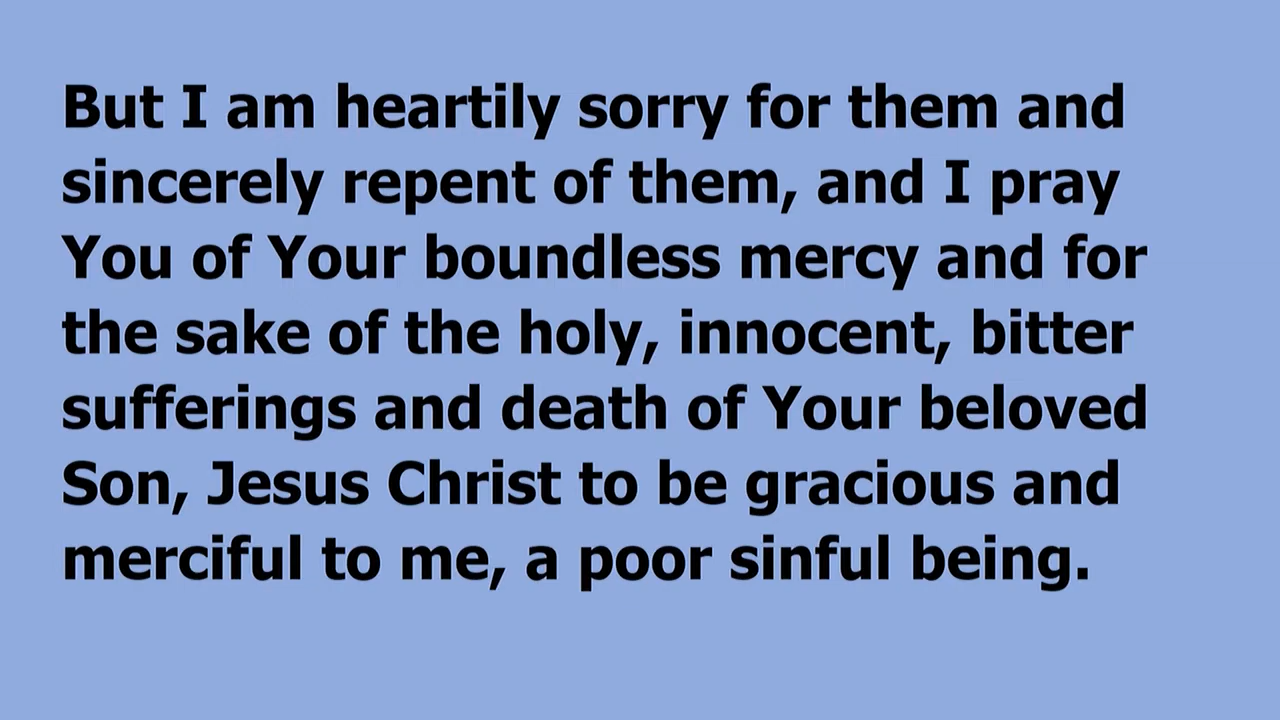 But I am heartily sorry for them and
sincerely repent of them, and I pray
You of Your boundless mercy and for
the sake of the holy, innocent, bitter
sufferings and death of Your beloved
Son, Jesus Christ to be gracious and
merciful to me, a poor sinful being.